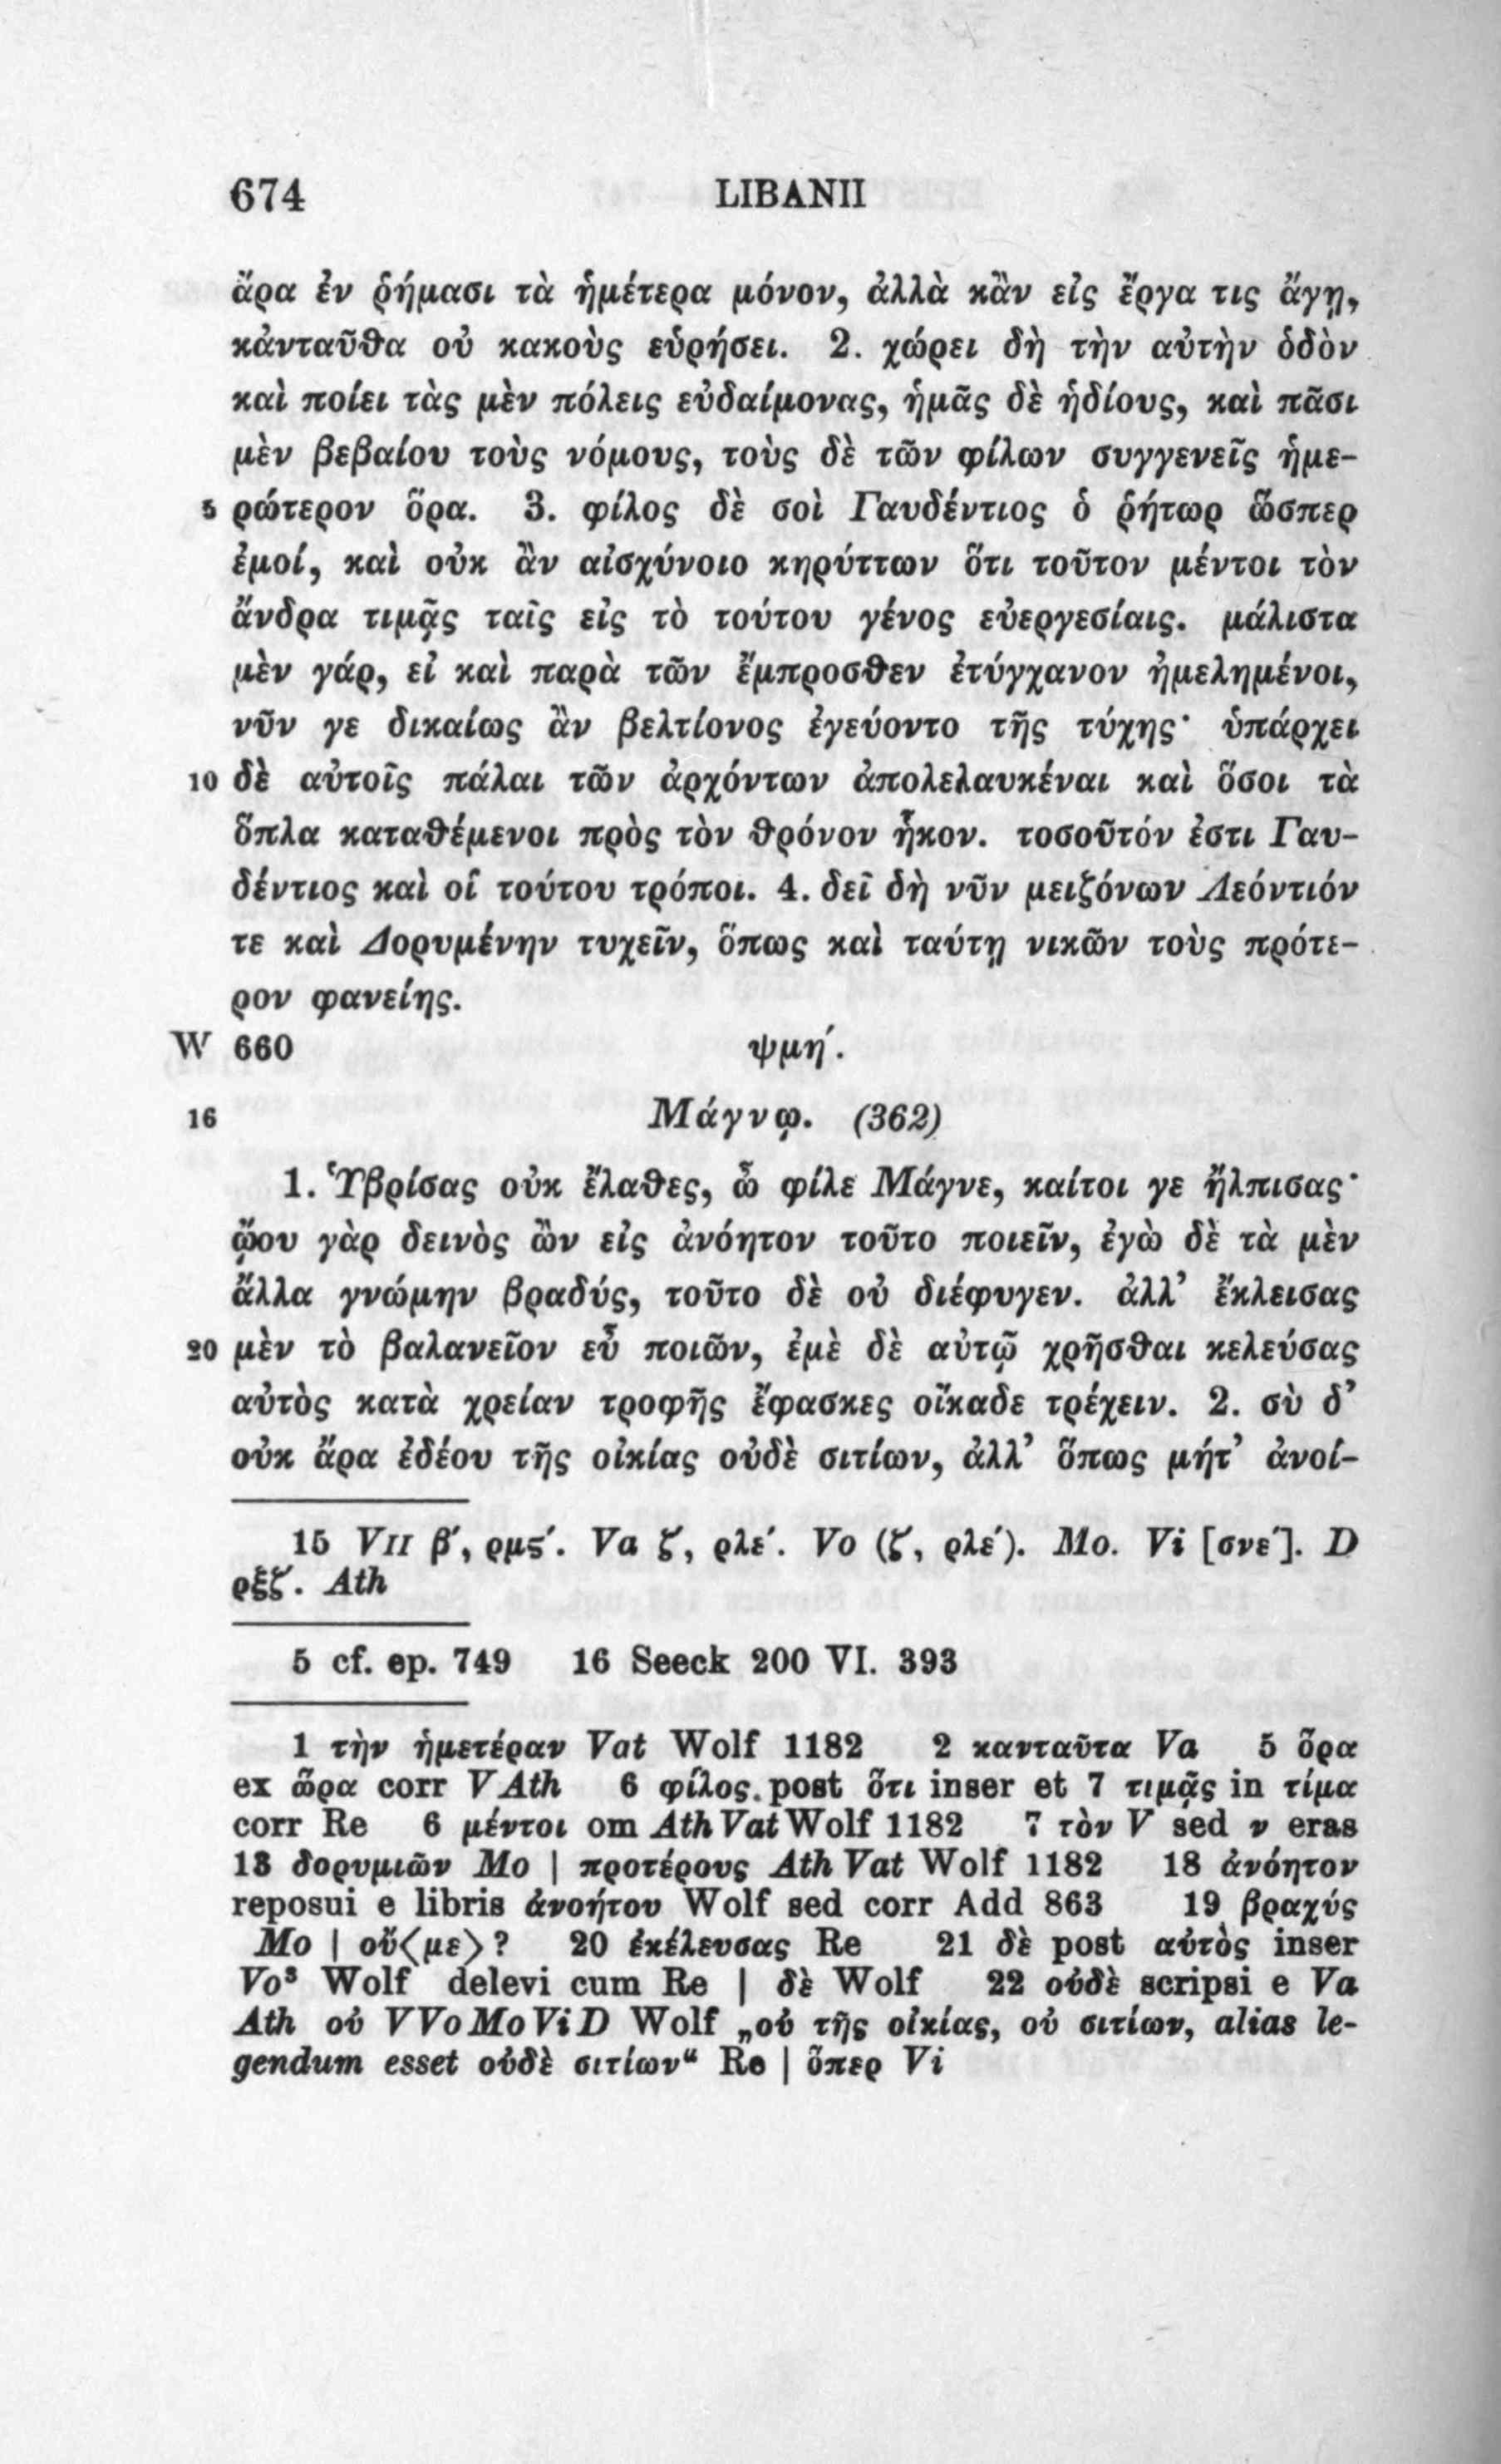 674 LIBANII
ἄρα ἐν ῥήμασι τὰ ἡμέτερα μόνον, ἀλλὰ κἂν εἰς ἔργα τις ἄγῃ,
κἀνταῦθα οὐ κακοὺς εὑρήσει. 2. χώρει δὴ τὴν αὐτὴν ὁδὸν
καὶ ποίει τὰς μὲν πόλεις εὐδαίμονας, ἡμᾶς δὲ ἡδίους, καὶ πᾶσι
μὲν βεβαίου τοὺς νόμους, τοὺς δὲ τῶν φίλων συγγενεῖς ἡμε-
5 ρώτερον ὅρα. 3. φίλος δὲ σοὶ Γαυδέντιος ὁ ῥήτωρ ὥσπερ
ἐμοί, καὶ οὐκ ἂν αἰσχύνοιο κηρύττων ὅτι τοῦτον μέντοι τὸν
ἄνδρα τιμᾷς ταῖς εἰς τὸ τούτου γένος εὐεργεσίαις. μάλιστα
μὲν γάρ, εἰ καὶ παρὰ τῶν ἔμπροσθεν ἐτύγχανον ἠμελημένοι,
νῦν γε δικαίως ἂν βελτίονος ἐγεύοντο τῆς τύχης· ὑπάρχει
10 δὲ αὐτοῖς πάλαι τῶν ἀρχόντων ἀπολελαυκέναι καὶ ὅσοι τὰ
ὅπλα καταθέμενοι πρὸς τὸν θρόνον ἧκον. τοσοῦτόν ἐστι Γαυ-
δέντιος καὶ οἱ τούτου τρόποι. 4. δεῖ δὴ νῦν μειζόνων Λεόντιόν
τε καὶ Δορυμένην τυχεῖν, ὅπως καὶ ταύτῃ νικῶν τοὺς πρότε-
ρον φανείης.
W 660 ψμη΄.
16 Μάγνῳ. (362)
1. Ὑβρίσας οὐκ ἔλαθες, ὦ φίλε Μάγνε, καίτοι γε ἤλπισας·
ᾤου γὰρ δεινὸς ὢν εἰς ἀνόητον τοῦτο ποιεῖν, ἐγὼ δὲ τὰ μὲν
ἄλλα γνώμην βραδύς, τοῦτο δὲ οὐ διέφυγεν. ἀλλ’ ἔκλεισας
20 μὲν τὸ βαλανεῖον εὖ ποιῶν, ἐμὲ δὲ αὐτῷ χρῆσθαι κελεύσας
αὐτὸς κατὰ χρείαν τροφῆς ἔφασκες οἴκαδε τρέχειν. 2. σὺ δ’
οὐκ ἄρα ἐδέου τῆς οἰκίας οὐδὲ σιτίων, ἀλλ’ ὅπως μήτ’ ἀνοί-
15 VII β΄, ρμϛ΄. Va ζ΄, ρλε΄. Vo (ζ΄, ρλε΄). Mo. Vi [σνε΄]. D
ρξζ΄. Ath
5 cf. ep. 749 16 Seeck 200 VI. 393
1 τὴν ἡμετέραν Vat Wolf 1182 2 κανταῦτα Va 5 ὅρα
ex ὥρα corr V Ath 6 φίλος. post ὅτι inser et 7 τιμᾷς in τίμα
corr Re 6 μέντοι om Ath Vat Wolf 1182 7 τὸν V sed ν eras
13 δορυμιῶν Mo | προτέρους Ath Vat Wolf 1182 18 ἀνόητον
reposui e libris ἀνοήτου Wolf sed corr Add 863 19 βραχύς
Mo | οὔ⟨με⟩? 20 ἐκέλευσας Re 21 δὲ post αὐτὸς inser
Vo³ Wolf delevi cum Re | δὲ Wolf 22 οὐδὲ scripsi e Va
Ath οὐ V Vo Mo Vi D Wolf „οὐ τῆς οἰκίας, οὐ σιτίων, alias le-
gendum esset οὐδὲ σιτίων“ Re | ὅπερ Vi